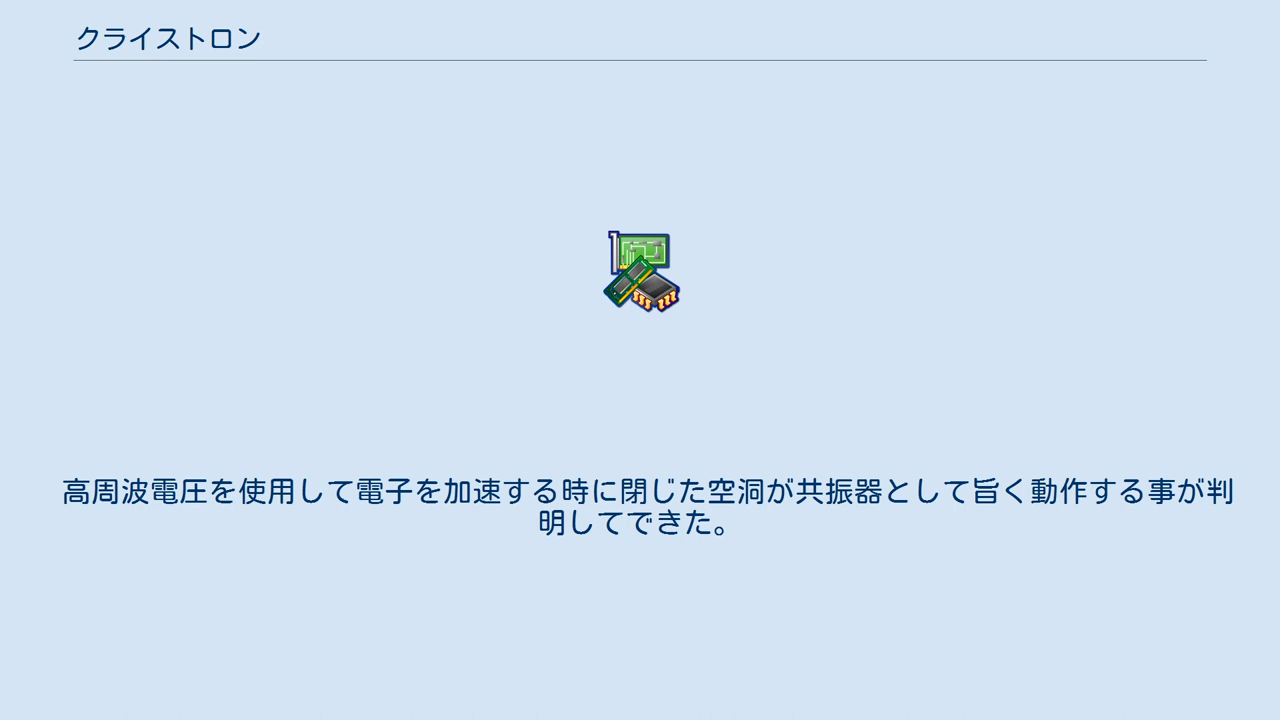 クライストロン
高周波電圧を使用して電子を加速する時に閉じた空洞が共振器として旨く動作する事が判
明してできた。